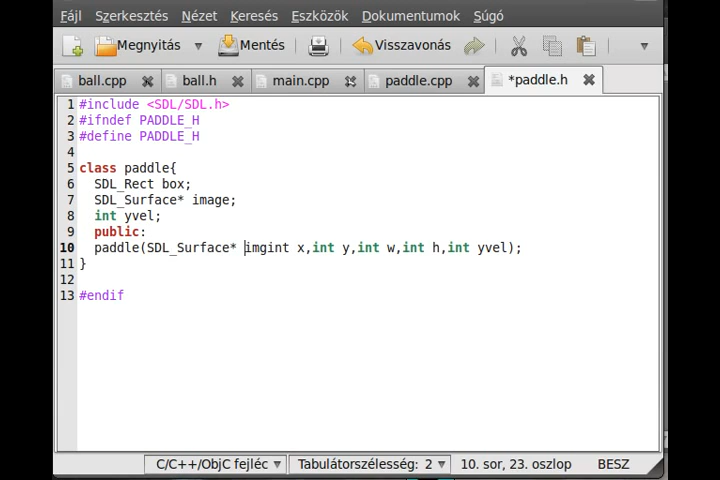 Fájl Szerkesztés Nézet Keresés Eszközök Dokumentumok Súgó
Megnyitás Mentés Visszavonás
ball.cpp ball.h main.cpp paddle.cpp *paddle.h
1 #include <SDL/SDL.h>
2 #ifndef PADDLE_H
3 #define PADDLE_H
4
5 class paddle{
6 SDL_Rect box;
7 SDL_Surface* image;
8 int yvel;
9 public:
10 paddle(SDL_Surface* imgint x,int y,int w,int h,int yvel);
11 }
12
13 #endif
C/C++/ObjC fejléc Tabulátorszélesség: 2 10. sor, 23. oszlop BESZ